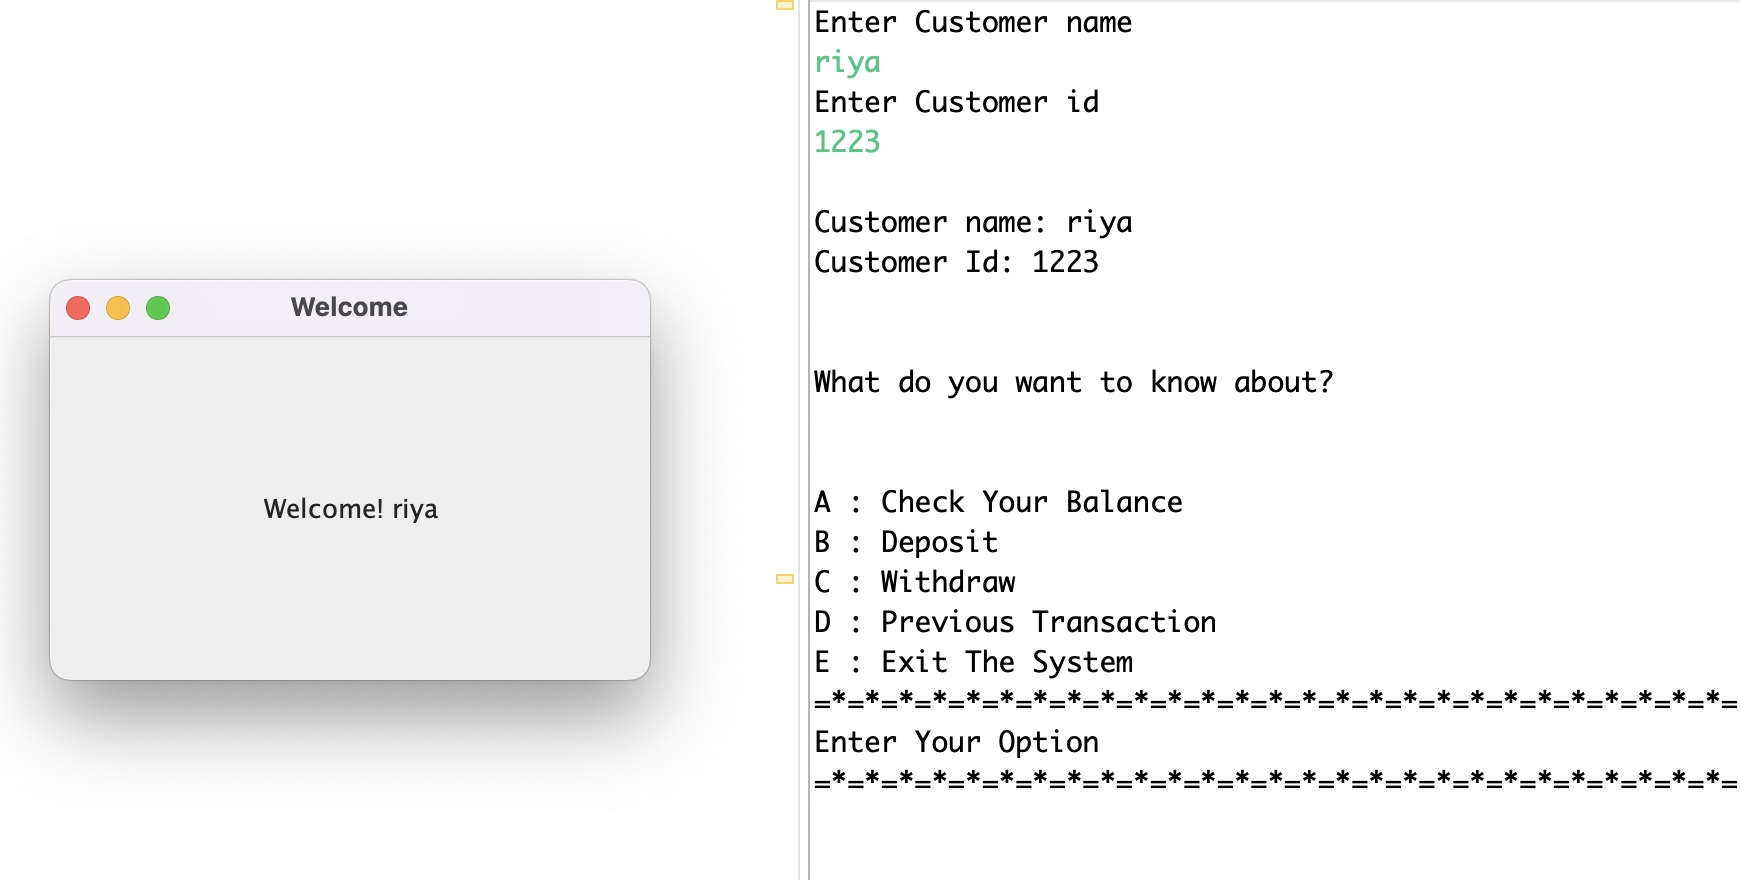 Welcome
Welcome! riya
Enter Customer name
riya
Enter Customer id
1223
Customer name: riya
Customer Id: 1223
What do you want to know about?
A : Check Your Balance
B : Deposit
C : Withdraw
D : Previous Transaction
E : Exit The System
=*=*=*=*=*=*=*=*=*=*=*=*=*=*=*=*=*=*=*=*=*=*=*=*=*=*=*=
Enter Your Option
=*=*=*=*=*=*=*=*=*=*=*=*=*=*=*=*=*=*=*=*=*=*=*=*=*=*=*=